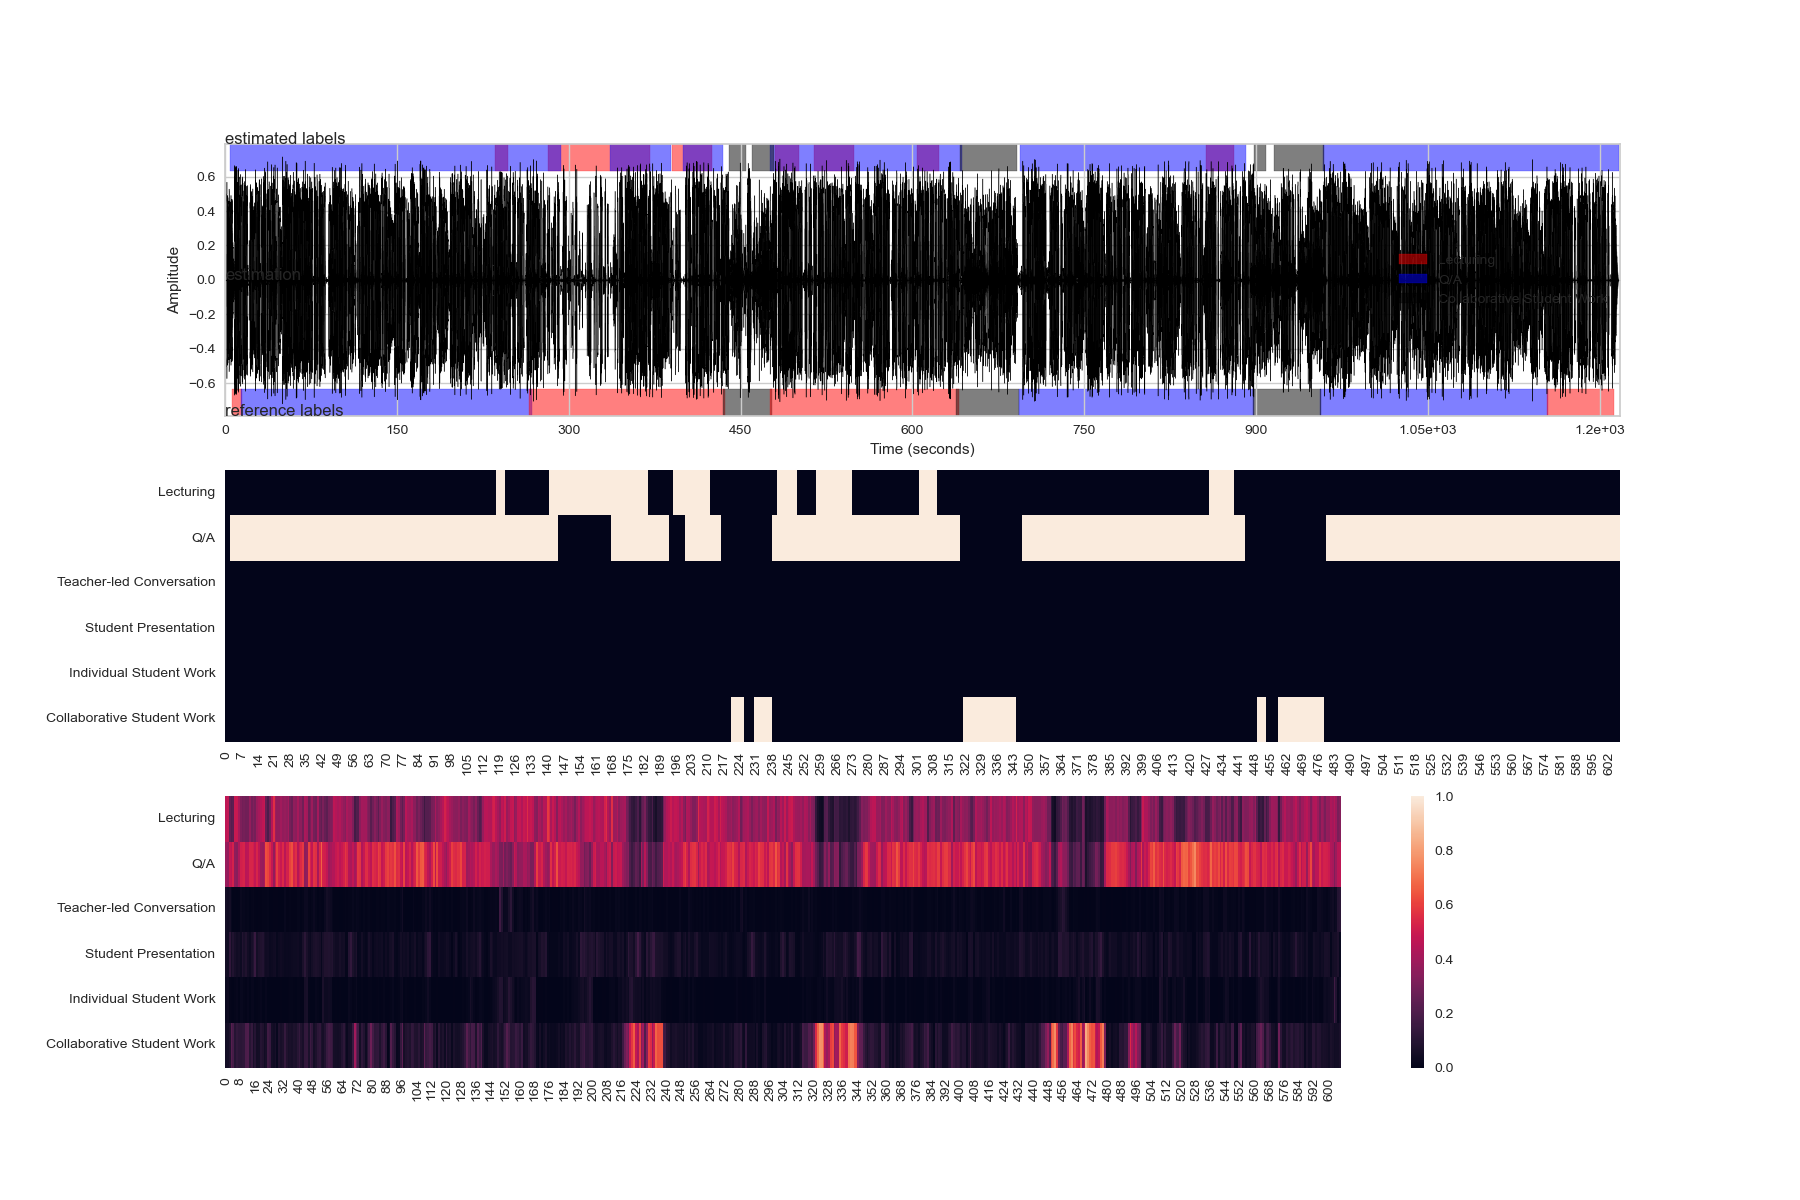 estimated labels
0.6
0.4
0.2
0.0
−0.2
−0.4
−0.6
Amplitude
estimation
Lecturing
Q/A
Collaborative Student Work
reference labels
0 150 300 450 600 750 900 1.05e+03 1.2e+03
Time (seconds)
Lecturing
Q/A
Teacher-led Conversation
Student Presentation
Individual Student Work
Collaborative Student Work
0 7 14 21 28 35 42 49 56 63 70 77 84 91 98 105 112 119 126 133 140 147 154 161 168 175 182 189 196 203 210 217 224 231 238 245 252 259 266 273 280 287 294 301 308 315 322 329 336 343 350 357 364 371 378 385 392 399 406 413 420 427 434 441 448 455 462 469 476 483 490 497 504 511 518 525 532 539 546 553 560 567 574 581 588 595 602
Lecturing
Q/A
Teacher-led Conversation
Student Presentation
Individual Student Work
Collaborative Student Work
0 8 16 24 32 40 48 56 64 72 80 88 96 104 112 120 128 136 144 152 160 168 176 184 192 200 208 216 224 232 240 248 256 264 272 280 288 296 304 312 320 328 336 344 352 360 368 376 384 392 400 408 416 424 432 440 448 456 464 472 480 488 496 504 512 520 528 536 544 552 560 568 576 584 592 600
1.0
0.8
0.6
0.4
0.2
0.0